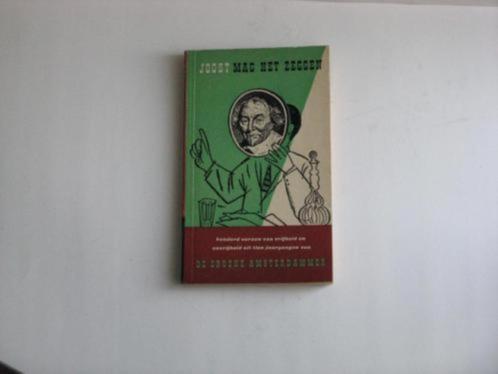 JOOST MAG HET ZEGGEN
honderd verzen van vrijheid en
onvrijheid uit tien jaargangen van
DE GROENE AMSTERDAMMER